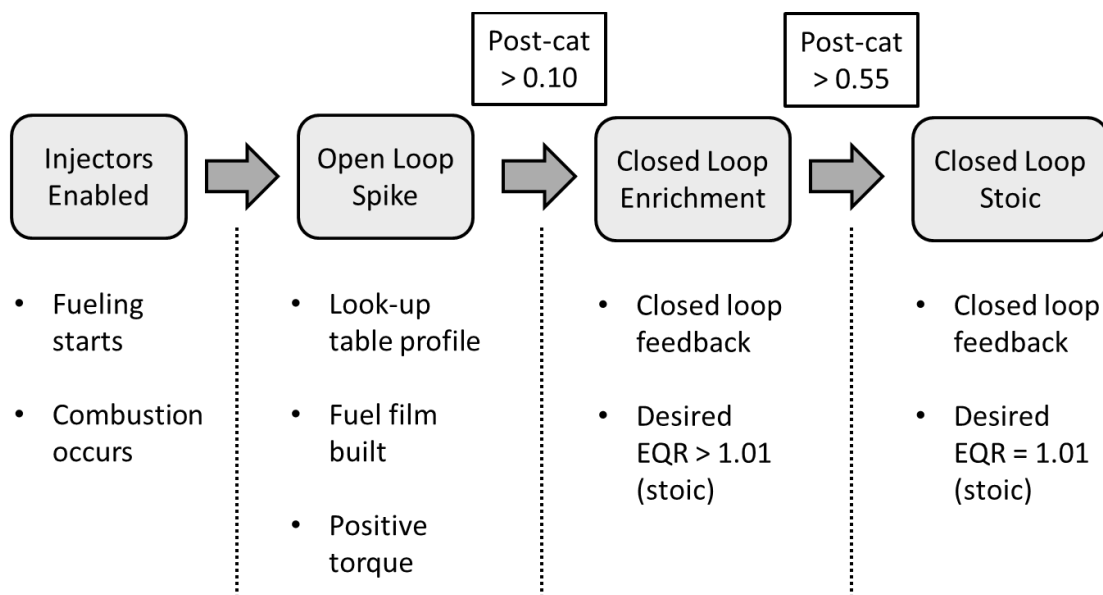 Post-cat
> 0.10
Post-cat
> 0.55
Injectors
Enabled
Open Loop
Spike
Closed Loop
Enrichment
Closed Loop
Stoic
• Fueling
starts
• Combustion
occurs
• Look-up
table profile
• Fuel film
built
• Positive
torque
• Closed loop
feedback
• Desired
EQR > 1.01
(stoic)
• Closed loop
feedback
• Desired
EQR = 1.01
(stoic)